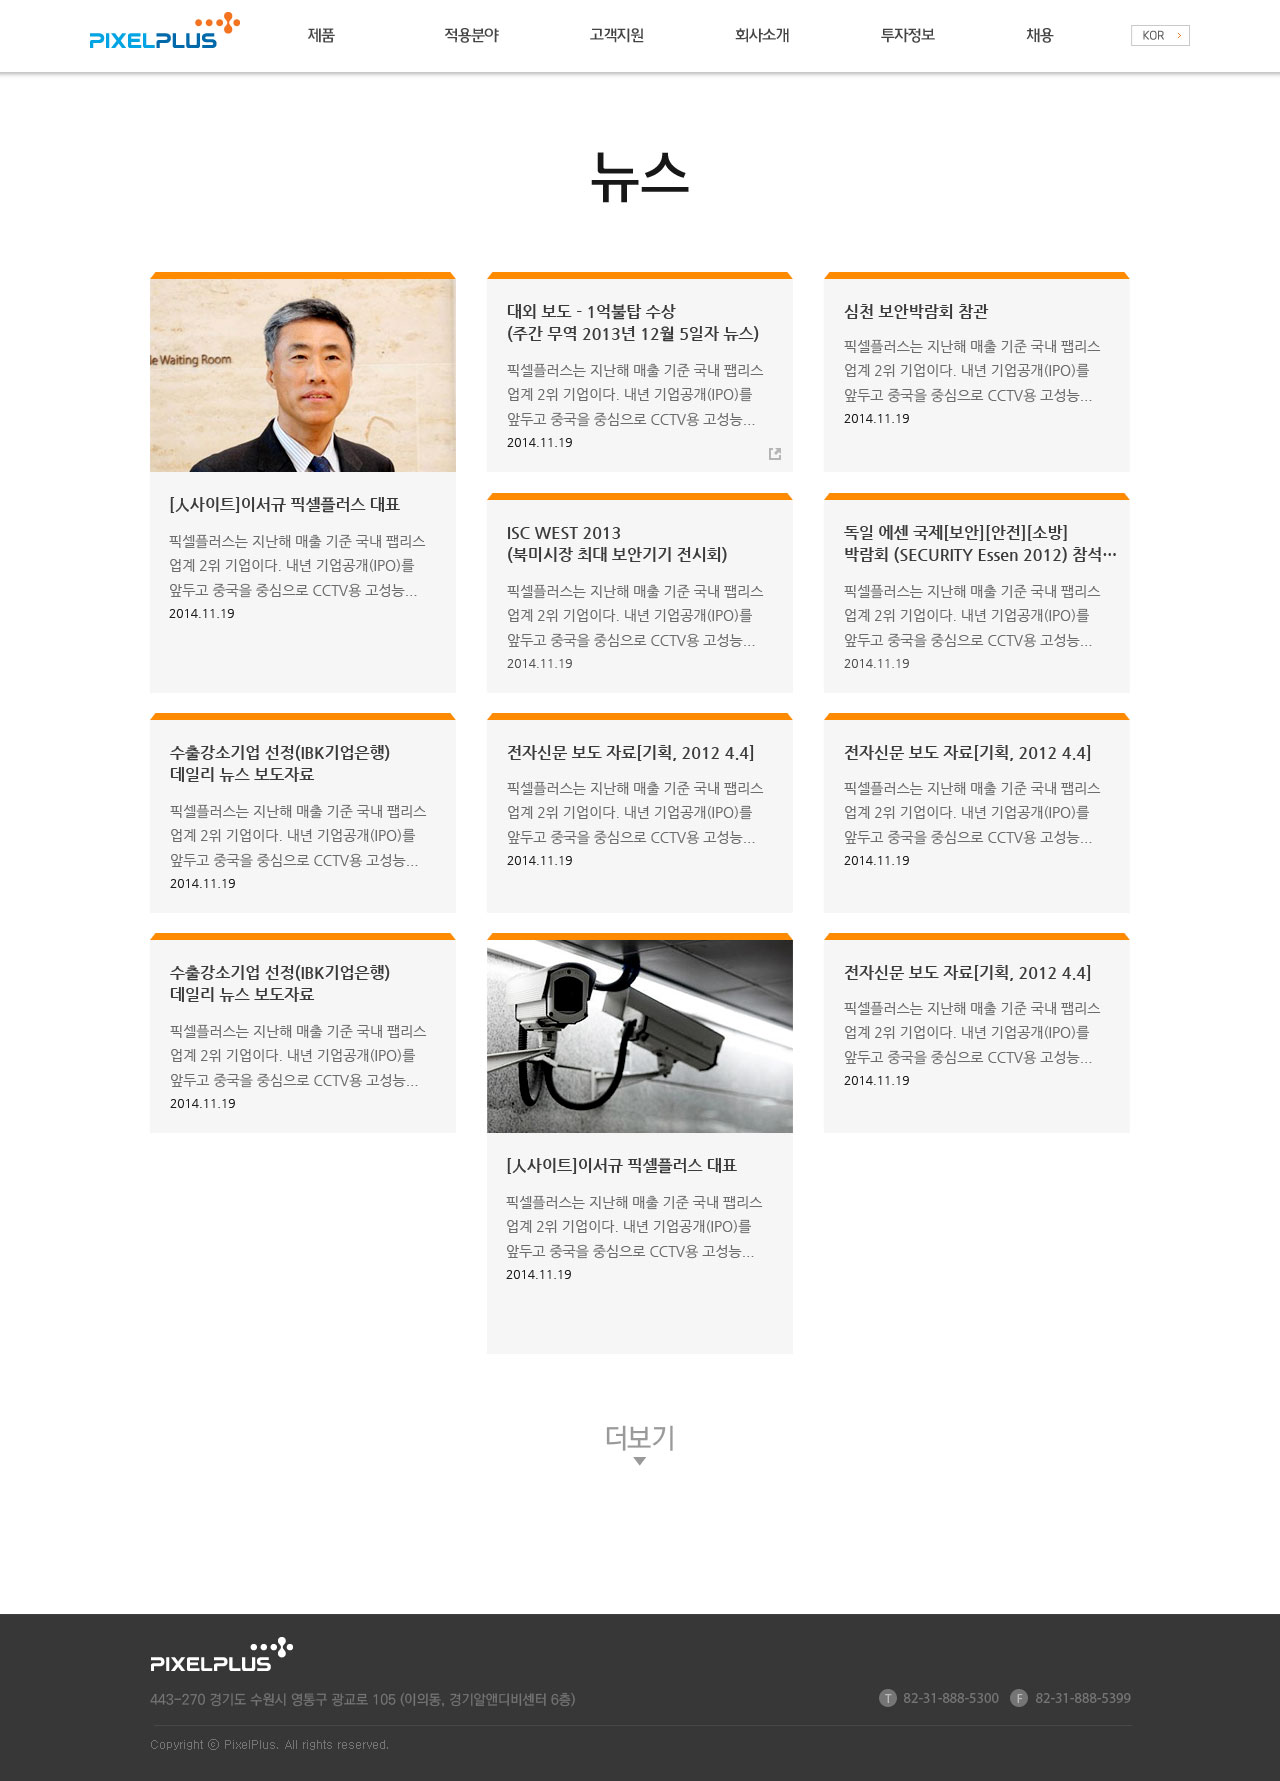 PIXELPLUS
제품
적용분야
고객지원
회사소개
투자정보
채용
KOR
뉴스
le Waiting Room
[人사이트]이서규 픽셀플러스 대표
픽셀플러스는 지난해 매출 기준 국내 팹리스
업계 2위 기업이다. 내년 기업공개(IPO)를
앞두고 중국을 중심으로 CCTV용 고성능...
2014.11.19
대외 보도 - 1억불탑 수상
(주간 무역 2013년 12월 5일자 뉴스)
픽셀플러스는 지난해 매출 기준 국내 팹리스
업계 2위 기업이다. 내년 기업공개(IPO)를
앞두고 중국을 중심으로 CCTV용 고성능...
2014.11.19
심천 보안박람회 참관
픽셀플러스는 지난해 매출 기준 국내 팹리스
업계 2위 기업이다. 내년 기업공개(IPO)를
앞두고 중국을 중심으로 CCTV용 고성능...
2014.11.19
ISC WEST 2013
(북미시장 최대 보안기기 전시회)
픽셀플러스는 지난해 매출 기준 국내 팹리스
업계 2위 기업이다. 내년 기업공개(IPO)를
앞두고 중국을 중심으로 CCTV용 고성능...
2014.11.19
독일 에센 국제[보안][안전][소방]
박람회 (SECURITY Essen 2012) 참석…
픽셀플러스는 지난해 매출 기준 국내 팹리스
업계 2위 기업이다. 내년 기업공개(IPO)를
앞두고 중국을 중심으로 CCTV용 고성능...
2014.11.19
수출강소기업 선정(IBK기업은행)
데일리 뉴스 보도자료
픽셀플러스는 지난해 매출 기준 국내 팹리스
업계 2위 기업이다. 내년 기업공개(IPO)를
앞두고 중국을 중심으로 CCTV용 고성능...
2014.11.19
전자신문 보도 자료[기획, 2012 4.4]
픽셀플러스는 지난해 매출 기준 국내 팹리스
업계 2위 기업이다. 내년 기업공개(IPO)를
앞두고 중국을 중심으로 CCTV용 고성능...
2014.11.19
전자신문 보도 자료[기획, 2012 4.4]
픽셀플러스는 지난해 매출 기준 국내 팹리스
업계 2위 기업이다. 내년 기업공개(IPO)를
앞두고 중국을 중심으로 CCTV용 고성능...
2014.11.19
수출강소기업 선정(IBK기업은행)
데일리 뉴스 보도자료
픽셀플러스는 지난해 매출 기준 국내 팹리스
업계 2위 기업이다. 내년 기업공개(IPO)를
앞두고 중국을 중심으로 CCTV용 고성능...
2014.11.19
[人사이트]이서규 픽셀플러스 대표
픽셀플러스는 지난해 매출 기준 국내 팹리스
업계 2위 기업이다. 내년 기업공개(IPO)를
앞두고 중국을 중심으로 CCTV용 고성능...
2014.11.19
전자신문 보도 자료[기획, 2012 4.4]
픽셀플러스는 지난해 매출 기준 국내 팹리스
업계 2위 기업이다. 내년 기업공개(IPO)를
앞두고 중국을 중심으로 CCTV용 고성능...
2014.11.19
더보기
PIXELPLUS
443-270 경기도 수원시 영통구 광교로 105 (이의동, 경기알앤디비센터 6층)
T 82-31-888-5300 F 82-31-888-5399
Copyright ⓒ PixelPlus. All rights reserved.